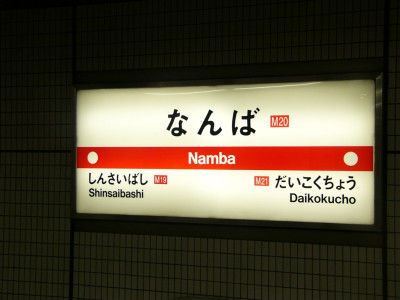 なんば M20
Namba
しんさいばし M19 M21 だいこくちょう
Shinsaibashi Daikokucho